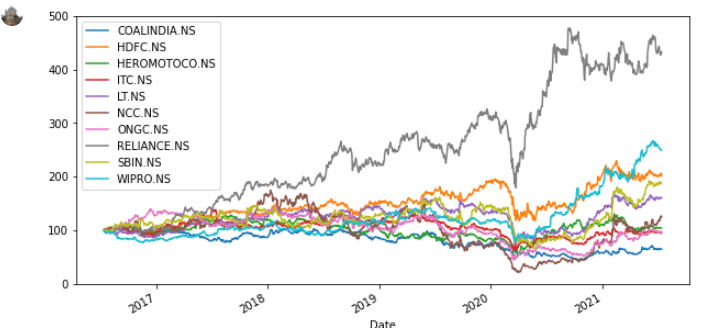 500
400
300
200
100
0
COALINDIA.NS
HDFC.NS
HEROMOTOCO.NS
ITC.NS
LT.NS
NCC.NS
ONGC.NS
RELIANCE.NS
SBIN.NS
WIPRO.NS
2017
2018
2019
2020
2021
Date